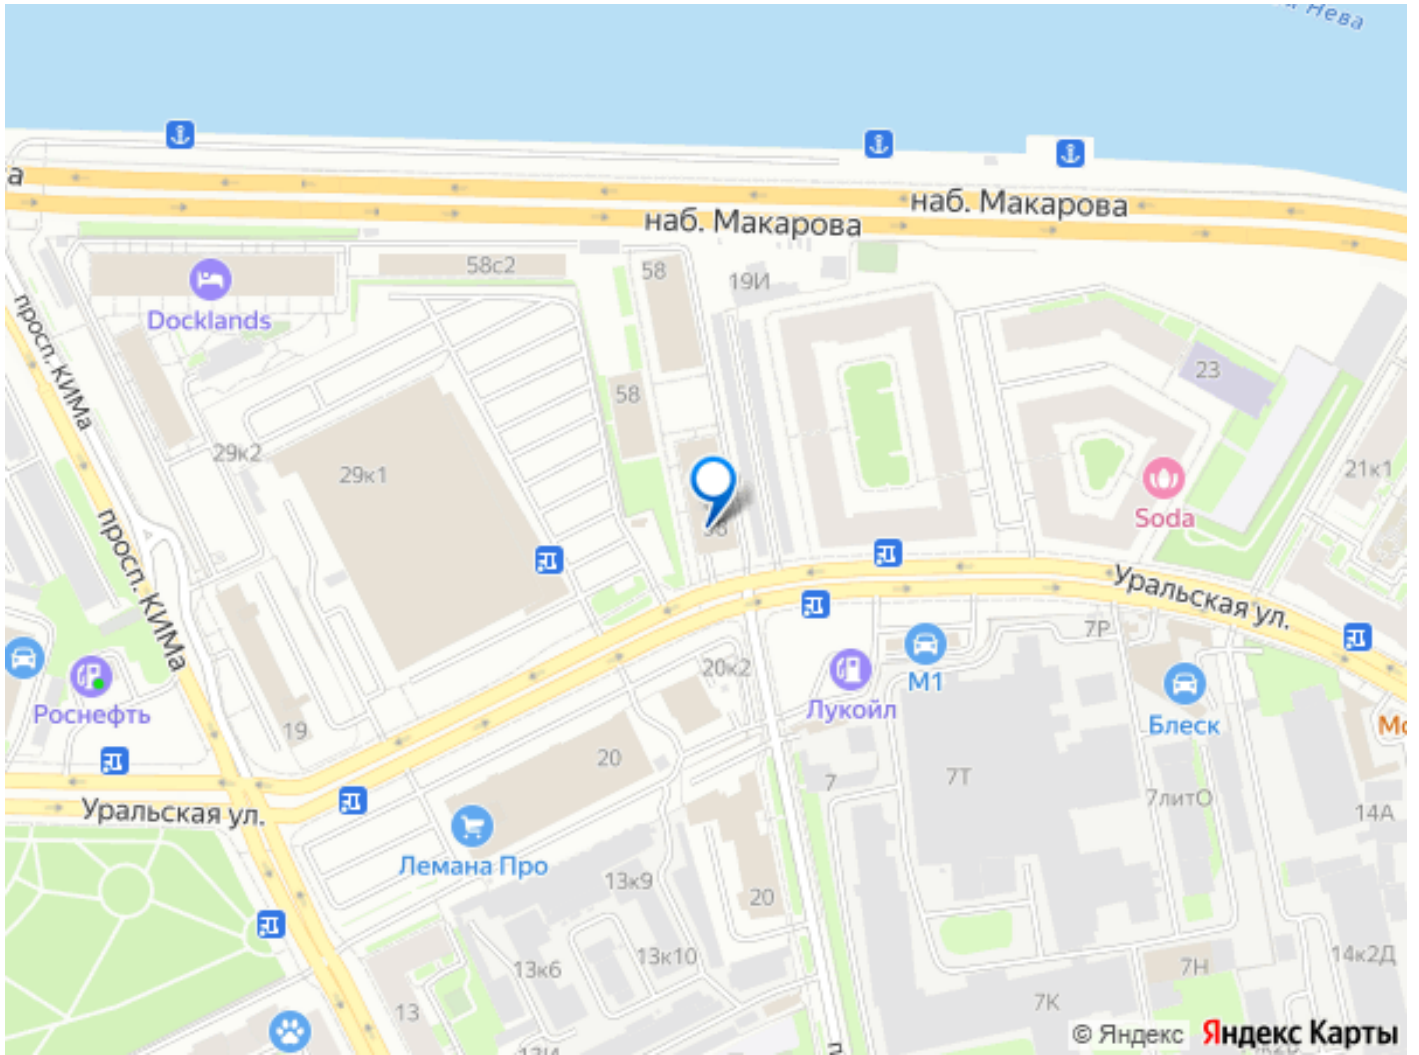 Нева
а
наб. Макарова
наб. Макарова
58с2
58
19И
Docklands
просп. КИМа
58
23
29к2
29к1
21к1
Soda
просп. КИМа
Уральская ул.
7Р
20к2
М1
Роснефть
Лукойл
19
Блеск
20
7
7Т
7литО
Уральская ул.
14А
Лемана Про
13к9
20
13к6
13к10
14к2Д
7Н
13
7К
© Яндекс
Яндекс Карты